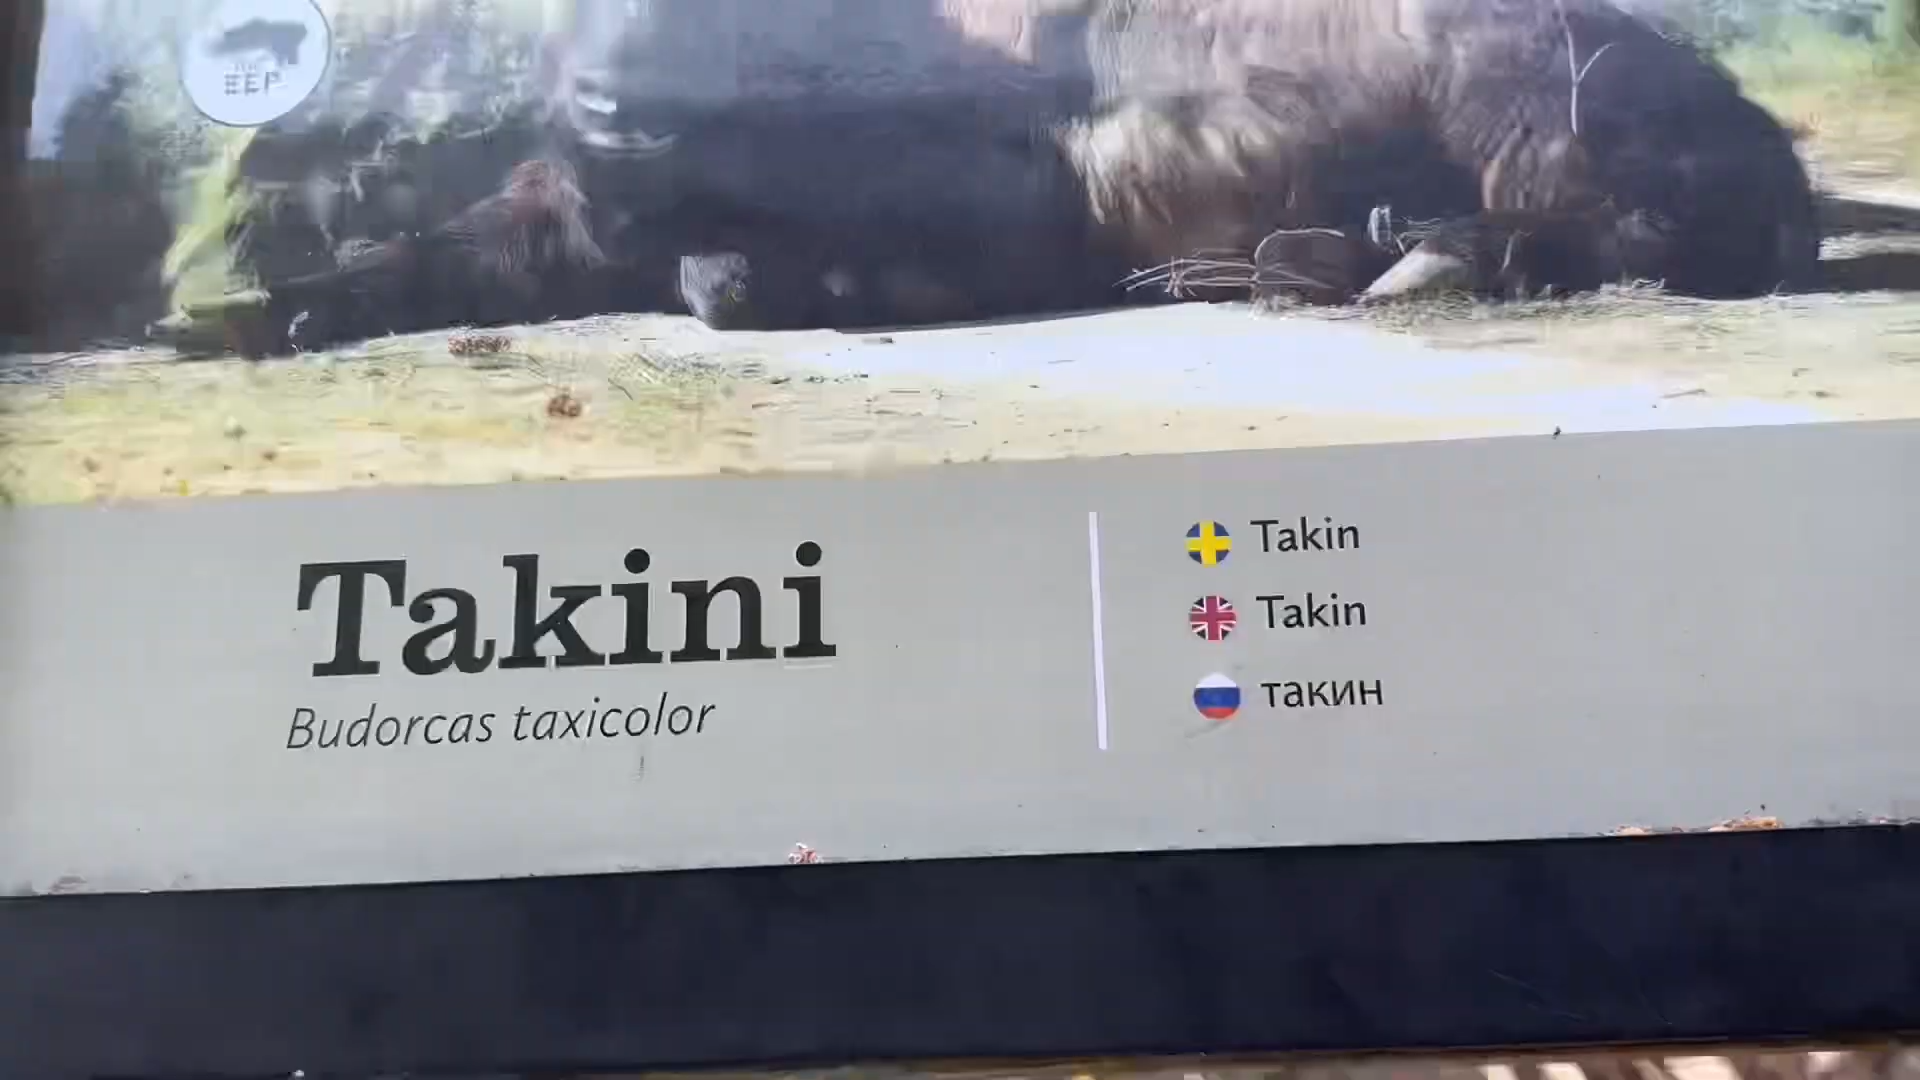 EEP
Takini
Budorcas taxicolor
Takin
Takin
такин